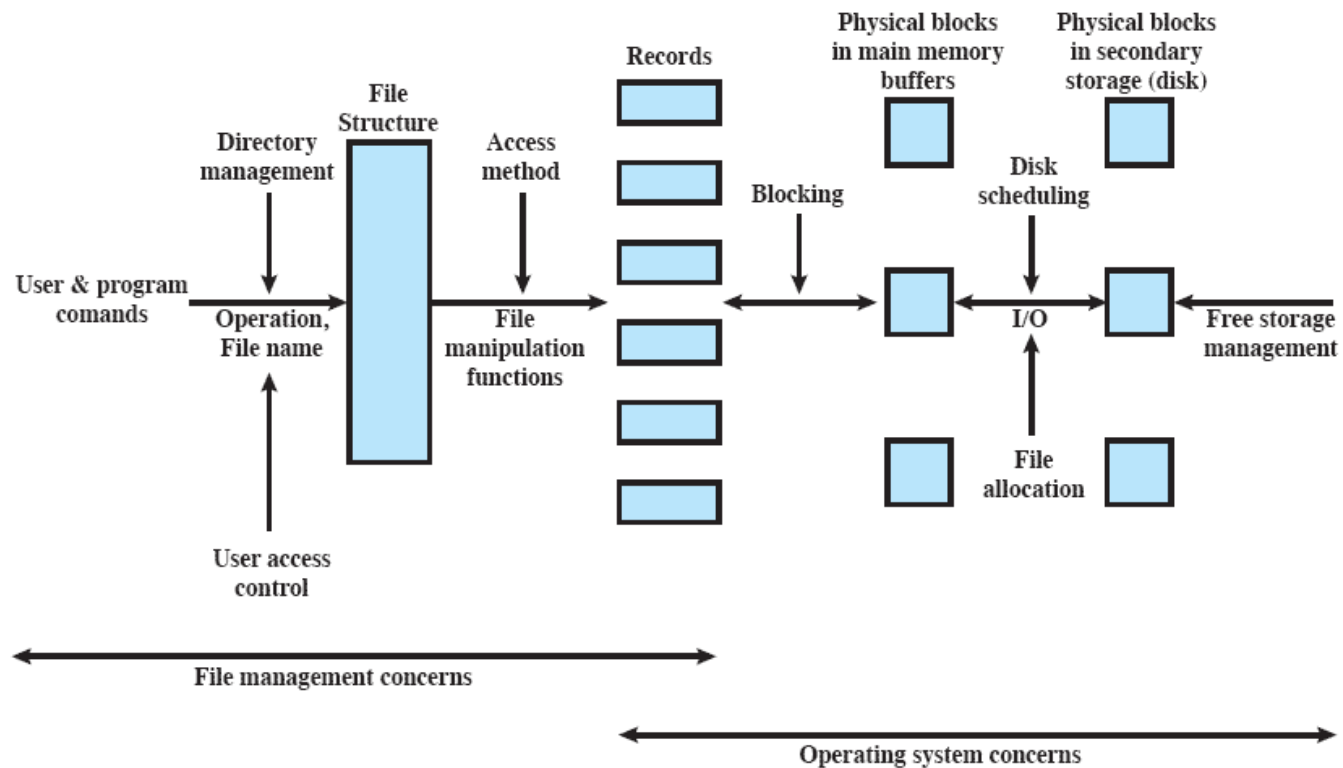 Physical blocks
in main memory
buffers
Physical blocks
in secondary
storage (disk)
Records
File
Structure
Directory
management
Access
method
Blocking
Disk
scheduling
User & program
comands
Operation,
File name
File
manipulation
functions
I/O
Free storage
management
File
allocation
User access
control
File management concerns
Operating system concerns